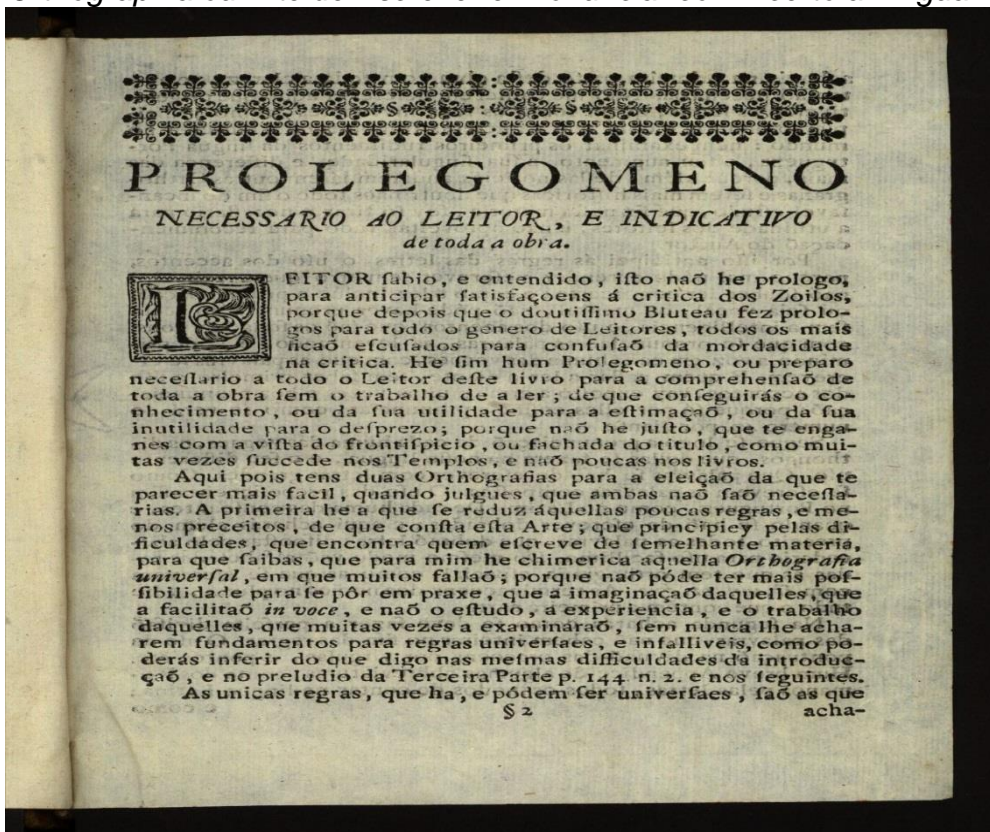 PROLEGOMENO
NECESSARIO AO LEITOR, E INDICATIVO
de toda a obra.
LEITOR ſabio, e entendido, iſto naõ he prologo,
para anticipar ſatisfaçoens á critica dos Zoilos,
porque depois que o doutiſſimo Bluteau fez prolo-
gos para todo o genero de Leitores, todos os mais
ficaõ eſcuſados para confuſaõ da mordacidade
na critica. He ſim hum Prolegomeno, ou preparo
neceſſario a todo o Leitor deſte livro para a comprehenſaõ de
toda a obra ſem o trabalho de a ler; de que conſeguirás o co-
nhecimento, ou da ſua utilidade para a eſtimaçaõ, ou da ſua
inutilidade para o deſprezo; porque naõ he juſto, que te enga-
nes com a viſta do frontiſpicio, ou fachada do titulo, como mui-
tas vezes ſuccede nos Templos, e naõ poucas nos livros.
Aqui pois tens duas Orthografias para a eleiçaõ da que te
parecer mais facil, quando julgues, que ambas naõ ſaõ neceſſa-
rias. A primeira he a que ſe reduz áquellas poucas regras, e me-
nos preceitos, de que conſta eſta Arte; que principiey pelas di-
ficuldades, que encontra quem eſcreve de ſemelhante materia,
para que ſaibas, que para mim he chimerica aquella Orthografia
univerſal, em que muitos fallaõ; porque naõ póde ter mais poſ-
ſibilidade para ſe pôr em praxe, que a imaginaçaõ daquelles, que
a facilitaõ in voce, e naõ o eſtudo, a experiencia, e o trabalho
daquelles, que muitas vezes a examináraõ, ſem nunca lhe acha-
rem fundamentos para regras univerſaes, e infalliveis, como po-
derás inferir do que digo nas meſmas difficuldades da introduc-
çaõ, e no preludio da Terceira Parte p. 144 n. 2. e nos ſeguintes.
As unicas regras, que ha, e pódem ſer univerſaes, ſaõ as que
§ 2 acha-